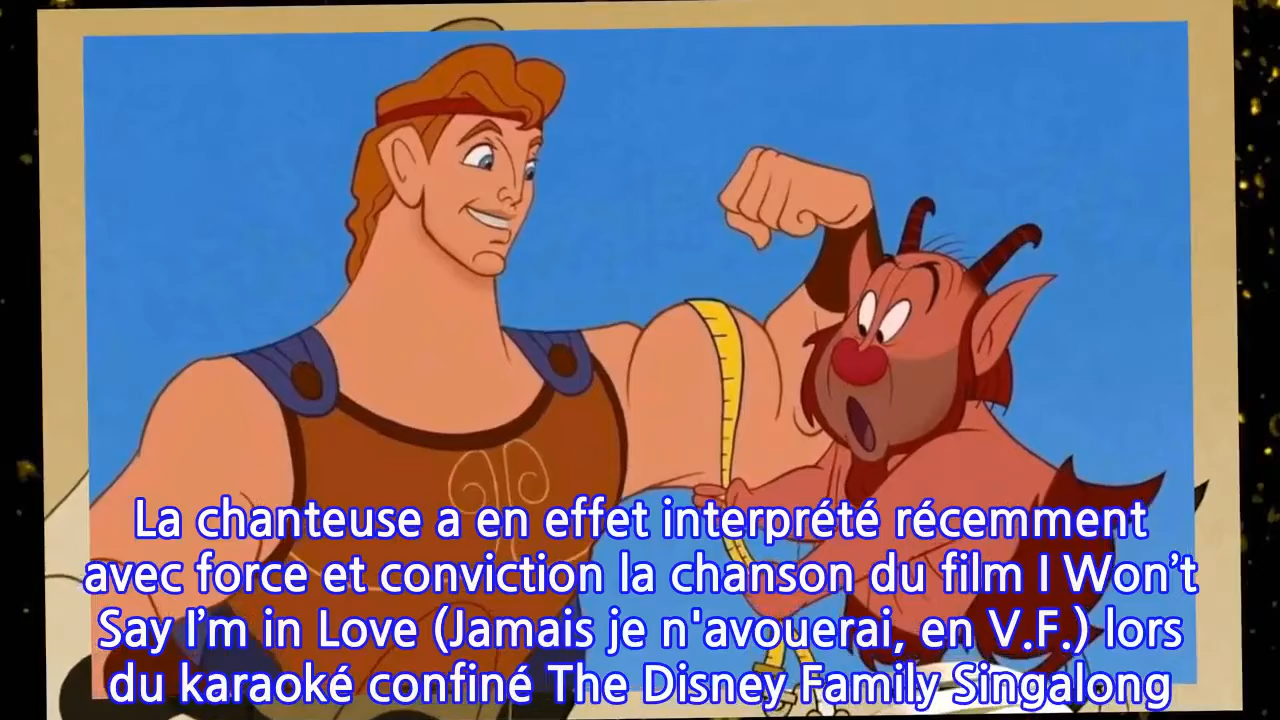 La chanteuse a en effet interprété récemment
avec force et conviction la chanson du film I Won’t
Say I’m in Love (Jamais je n'avouerai, en V.F.) lors
du karaoké confiné The Disney Family Singalong